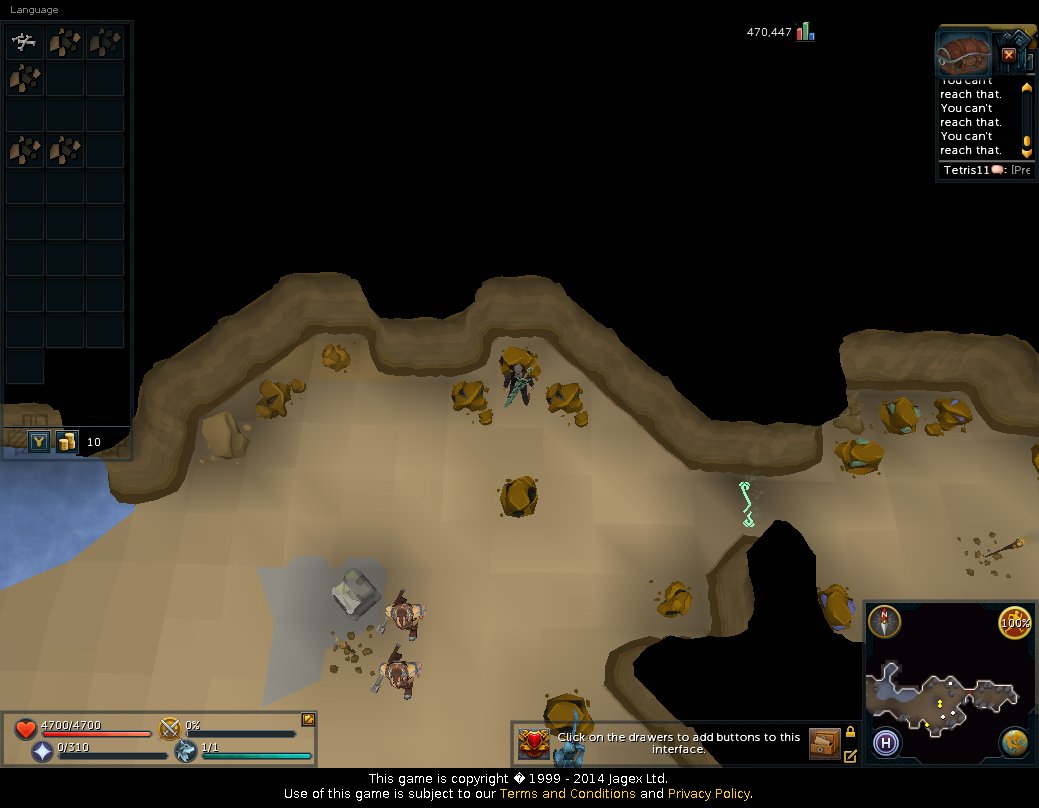 Language
470,447
You can't
reach that.
You can't
reach that.
You can't
reach that.
Tetris11: [Pre
10
N
100%
4700/4700
0%
0/310
1/1
Click on the drawers to add buttons to this
interface.
H
This game is copyright � 1999 - 2014 Jagex Ltd.
Use of this game is subject to our Terms and Conditions and Privacy Policy.